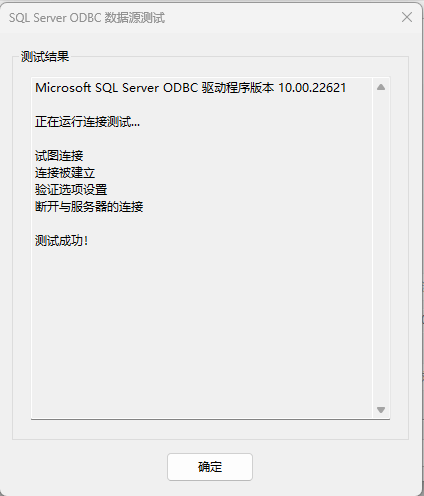 SQL Server ODBC 数据源测试
测试结果
Microsoft SQL Server ODBC 驱动程序版本 10.00.22621
正在运行连接测试...
试图连接
连接被建立
验证选项设置
断开与服务器的连接
测试成功!
确定